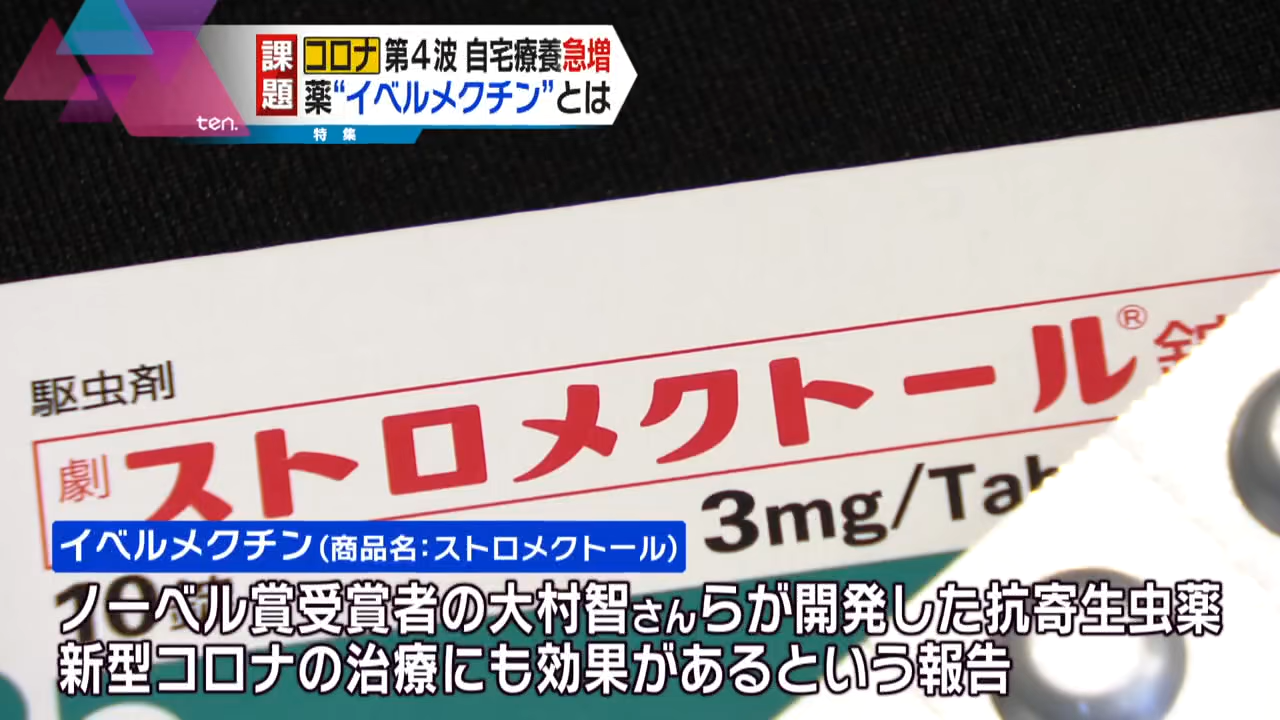 課題
コロナ 第4波 自宅療養急増
薬“イベルメクチン”とは
ten.
特集
駆虫剤
劇 ストロメクトール®
3mg/Tab
イベルメクチン(商品名:ストロメクトール)
10
ノーベル賞受賞者の大村智さんらが開発した抗寄生虫薬
新型コロナの治療にも効果があるという報告